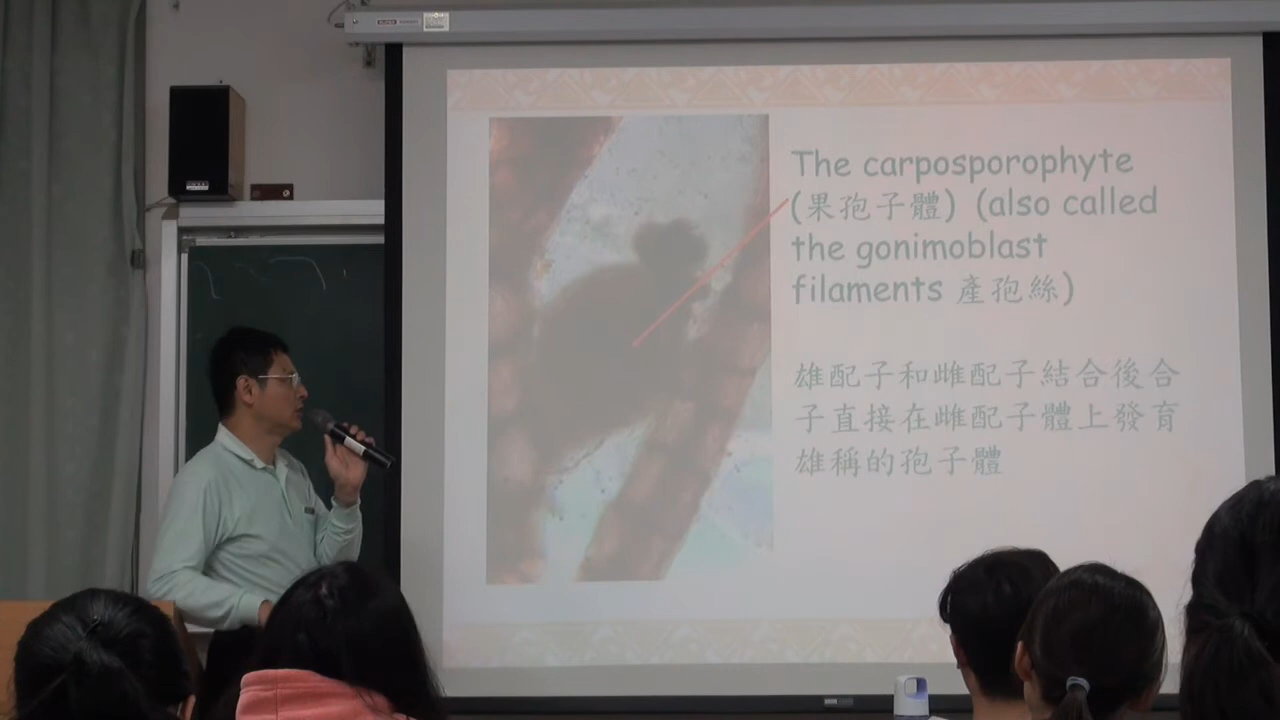 The carposporophyte
(果孢子體) (also called
the gonimoblast
filaments 產孢絲)
雄配子和雌配子結合後合
子直接在雌配子體上發育
雄稱的孢子體